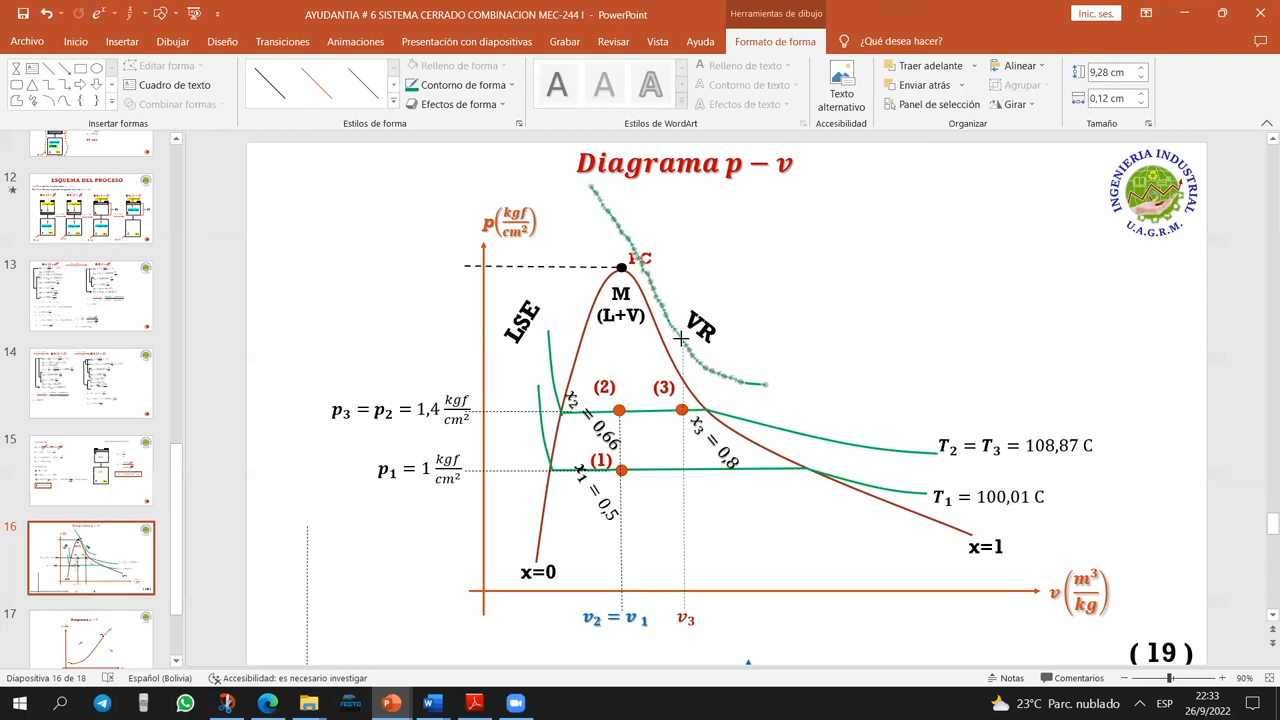 AYUDANTIA # 6 SISTEMA CERRADO COMBINACION MEC-244 I - PowerPoint
Herramientas de dibujo
Inic. ses.
Archivo Inicio Insertar Dibujar Diseño Transiciones Animaciones Presentación con diapositivas Grabar Revisar Vista Ayuda Formato de forma ¿Qué desea hacer?
Editar forma
Cuadro de texto
Combinar formas
Insertar formas
Relleno de forma
Contorno de forma
Efectos de forma
Estilos de forma
A A A
Relleno de texto
Contorno de texto
Efectos de texto
Estilos de WordArt
Texto
alternativo
Accesibilidad
Traer adelante
Enviar atrás
Panel de selección
Alinear
Agrupar
Girar
Organizar
9,28 cm
0,12 cm
Tamaño
12
ESQUEMA DEL PROCESO
13
14
15
16
17
Diagrama p − v
INGENIERIA INDUSTRIAL
U.A.G.R.M.
p(kgf/cm²)
PC
M
(L+V)
LSE
VR
(2) (3)
x₂ = 0,66
x₃ = 0,8
p₃ = p₂ = 1,4 kgf/cm²
T₂ = T₃ = 108,87 C
(1)
p₁ = 1 kgf/cm²
x₁ = 0,5
T₁ = 100,01 C
x=1
x=0
v(m³/kg)
v₂ = v₁
v₃
( 19 )
Diapositiva 16 de 18 Español (Bolivia) Accesibilidad: es necesario investigar Notas Comentarios 90%
23°C Parc. nublado ESP 22:33
26/9/2022